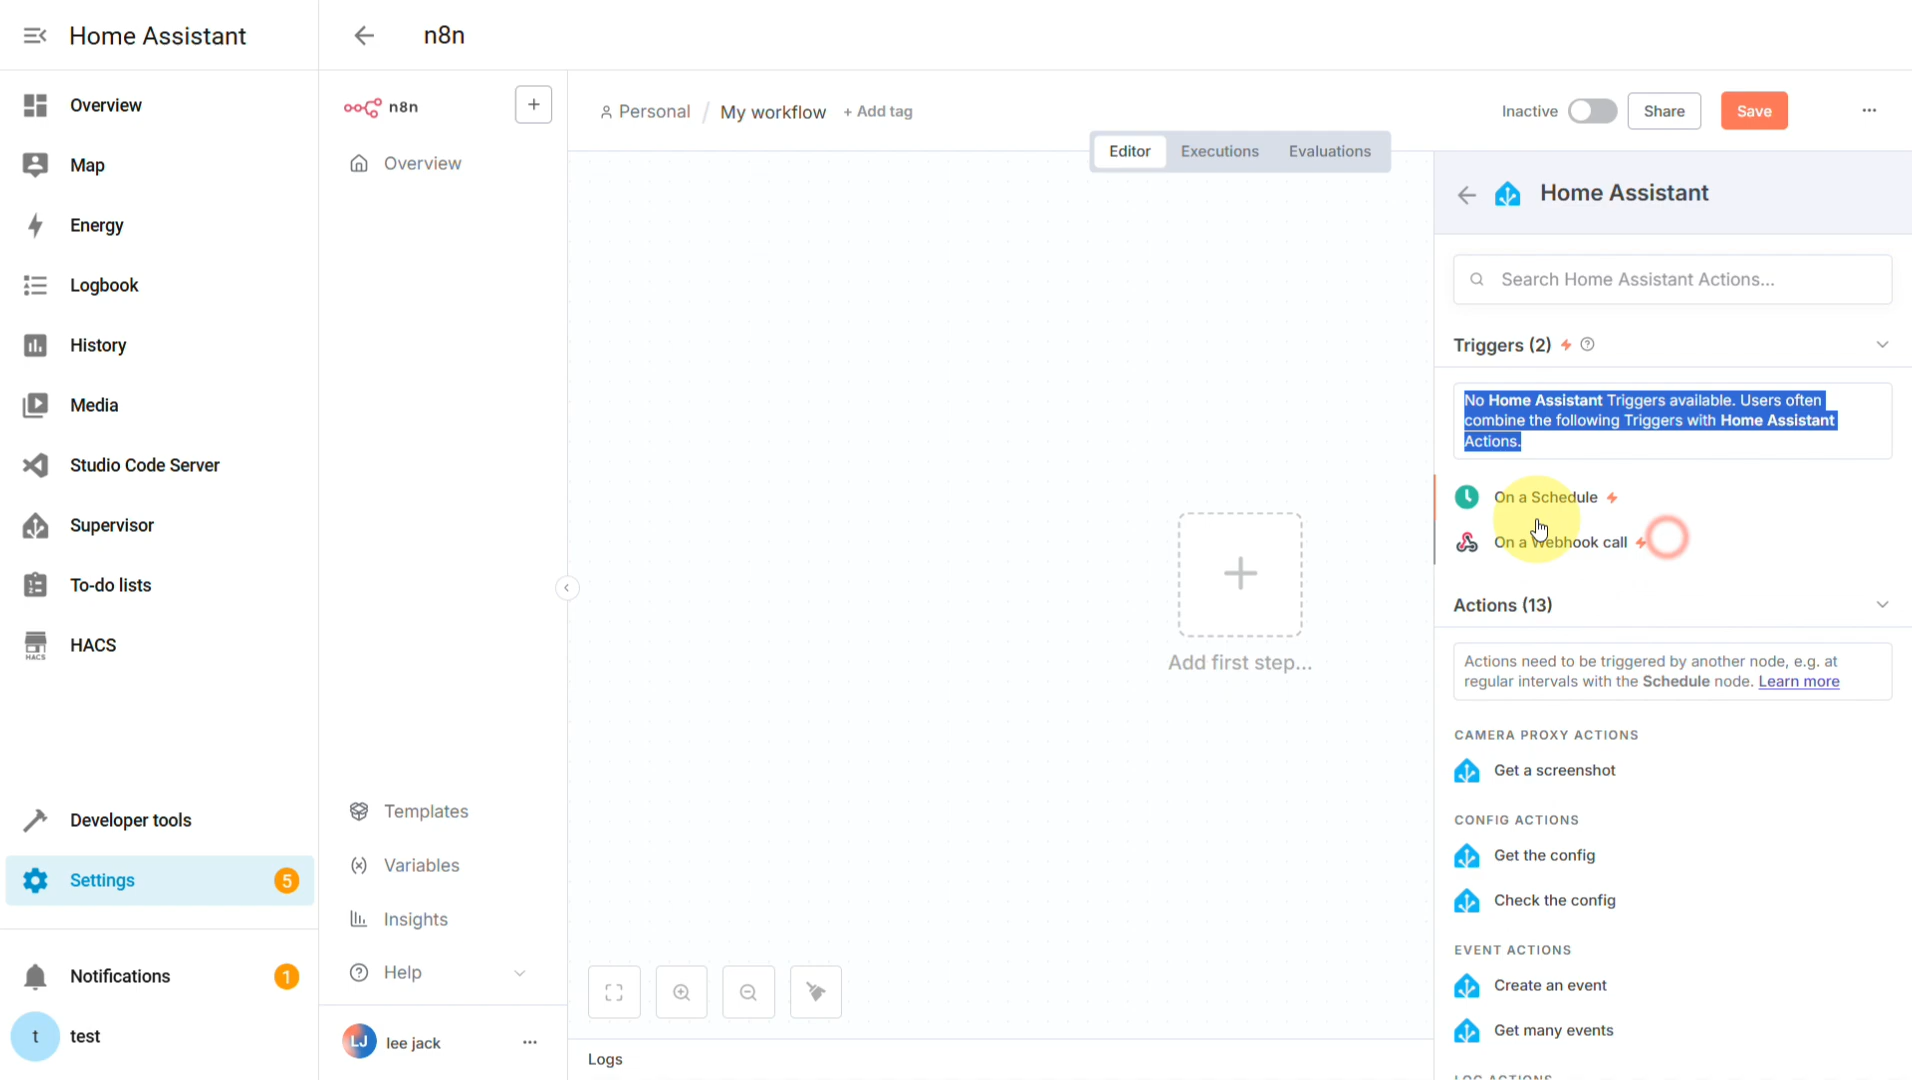 Home Assistant
n8n
Overview
Map
Energy
Logbook
History
Media
Studio Code Server
Supervisor
To-do lists
HACS
HACS
Developer tools
Settings
5
Notifications
1
t
test
n8n
+
Overview
Templates
Variables
Insights
Help
LJ
lee jack
Personal / My workflow + Add tag
Inactive
Share
Save
Editor
Executions
Evaluations
Add first step...
Logs
Home Assistant
Search Home Assistant Actions...
Triggers (2)
No Home Assistant Triggers available. Users often
combine the following Triggers with Home Assistant
Actions.
On a Schedule
On a Webhook call
Actions (13)
Actions need to be triggered by another node, e.g. at
regular intervals with the Schedule node. Learn more
CAMERA PROXY ACTIONS
Get a screenshot
CONFIG ACTIONS
Get the config
Check the config
EVENT ACTIONS
Create an event
Get many events
LOG ACTIONS